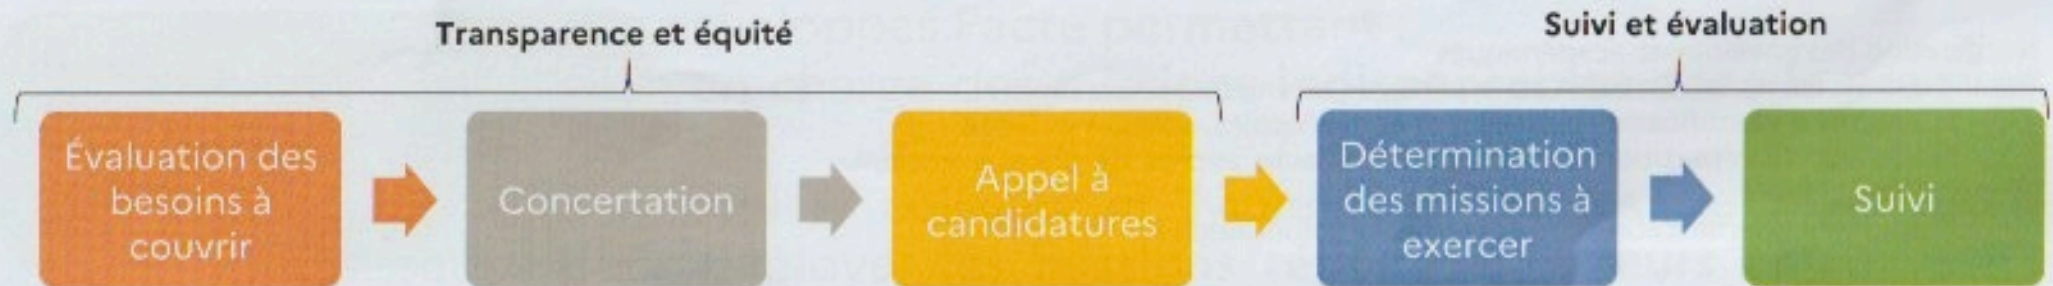 Transparence et équité
Suivi et évaluation
Évaluation des
besoins à
couvrir
Concertation
Appel à
candidatures
Détermination
des missions à
exercer
Suivi